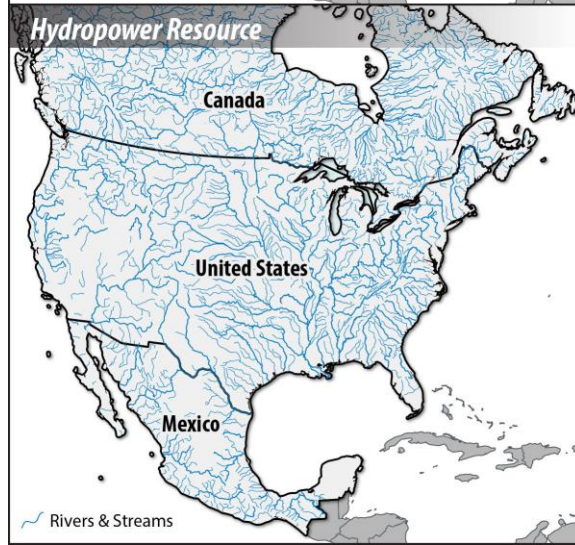 Hydropower Resource
Canada
United States
Mexico
Rivers & Streams